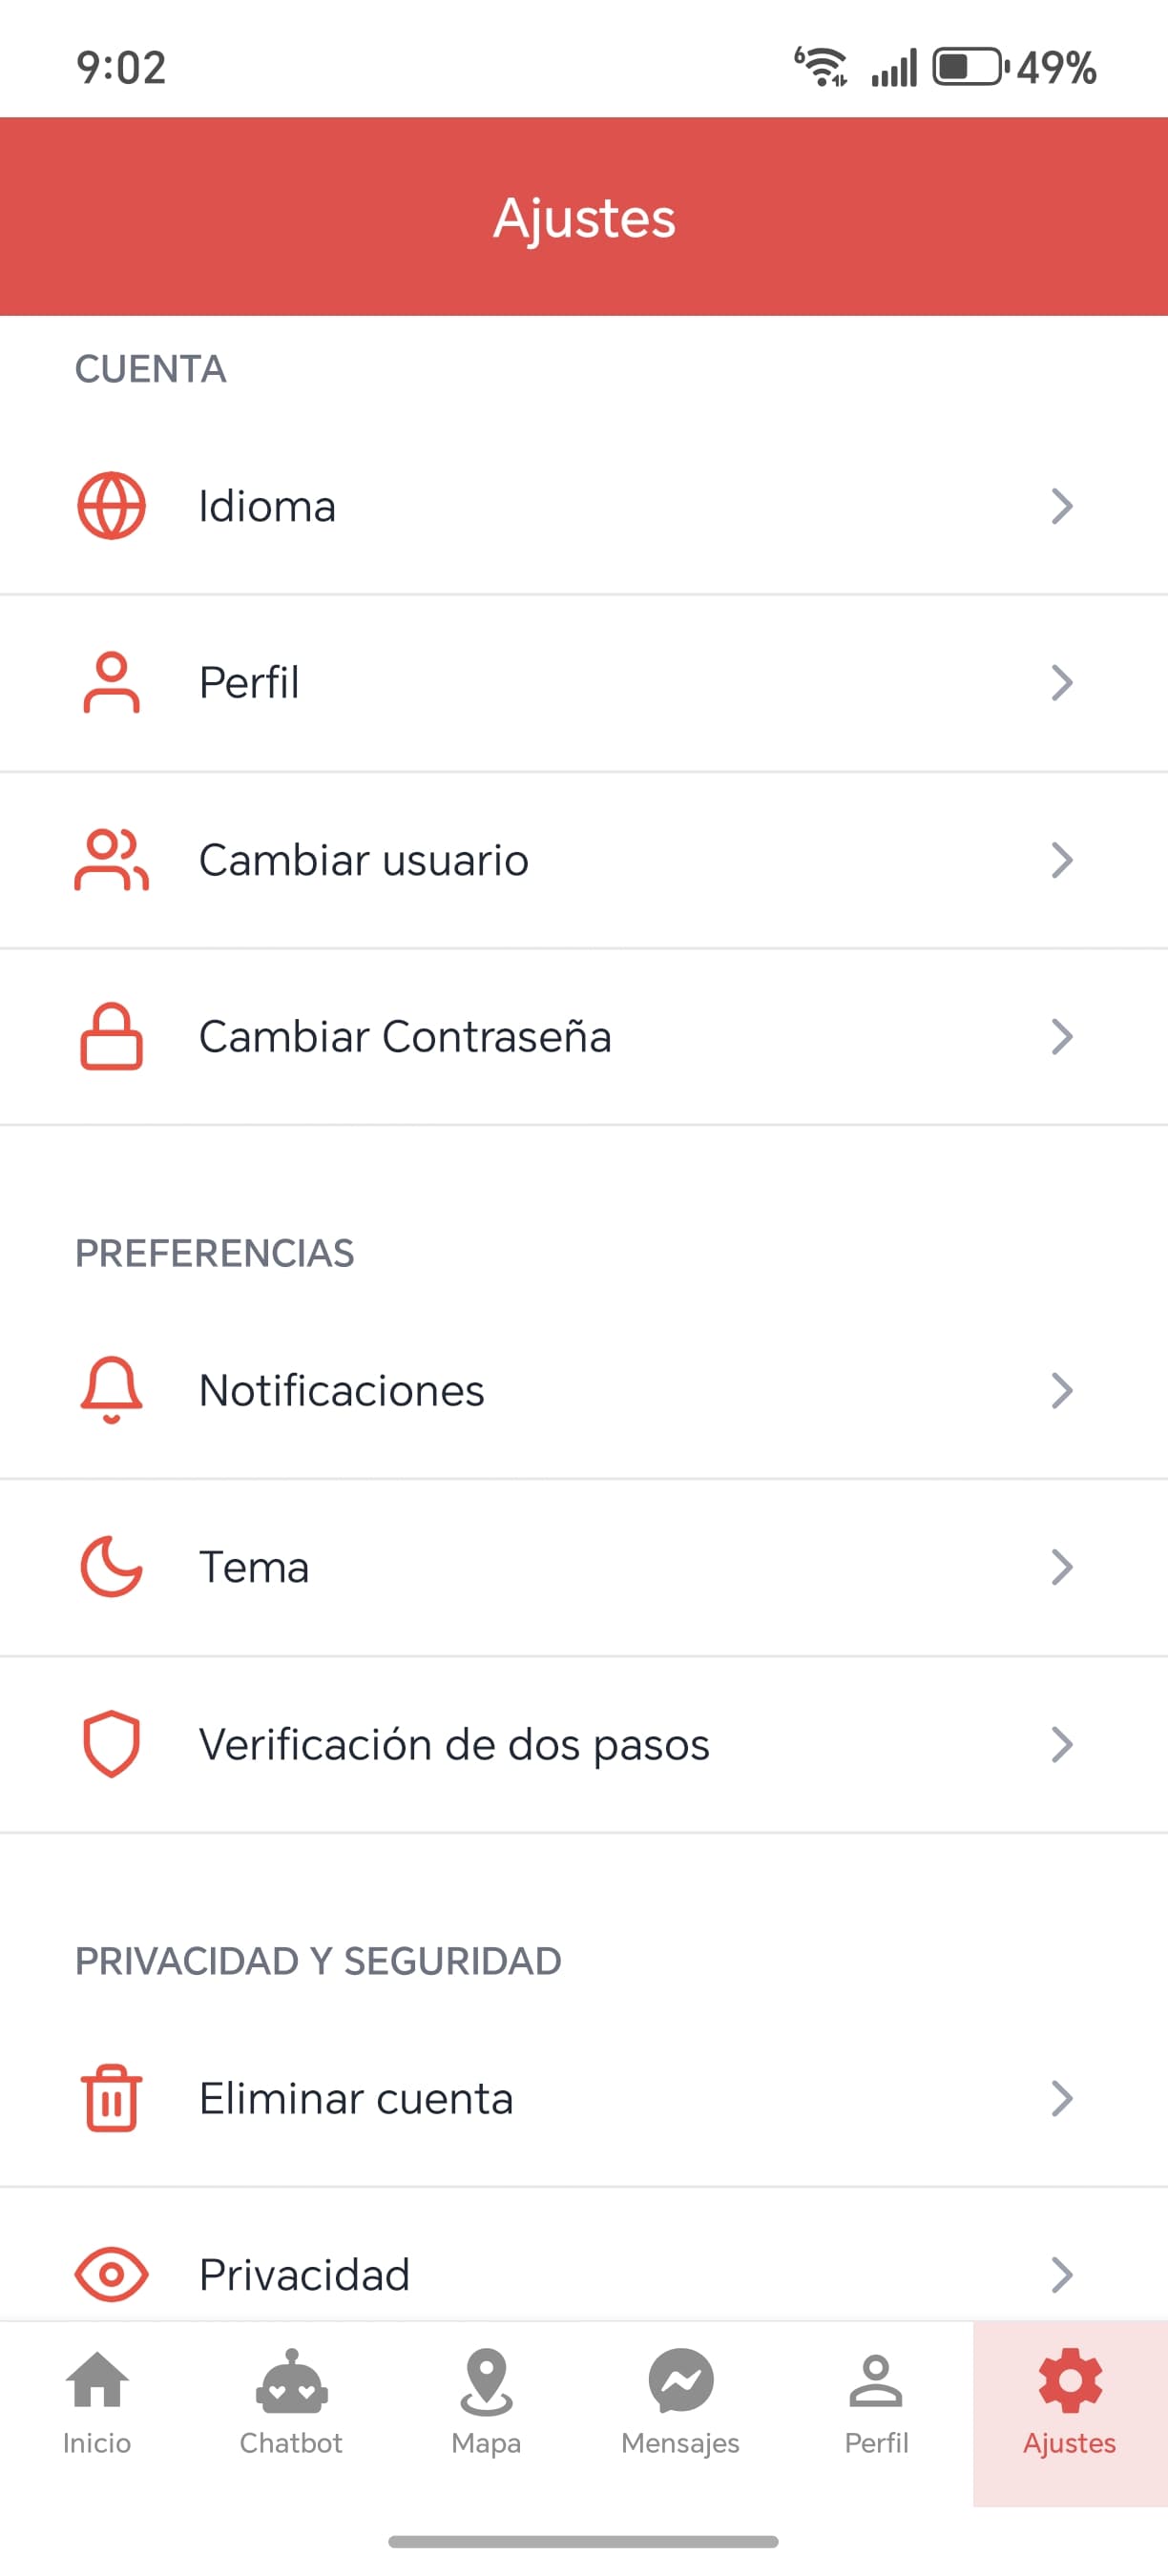 9:02
6
49%
Ajustes
CUENTA
Idioma
Perfil
Cambiar usuario
Cambiar Contraseña
PREFERENCIAS
Notificaciones
Tema
Verificación de dos pasos
PRIVACIDAD Y SEGURIDAD
Eliminar cuenta
Privacidad
Inicio Chatbot Mapa Mensajes Perfil Ajustes